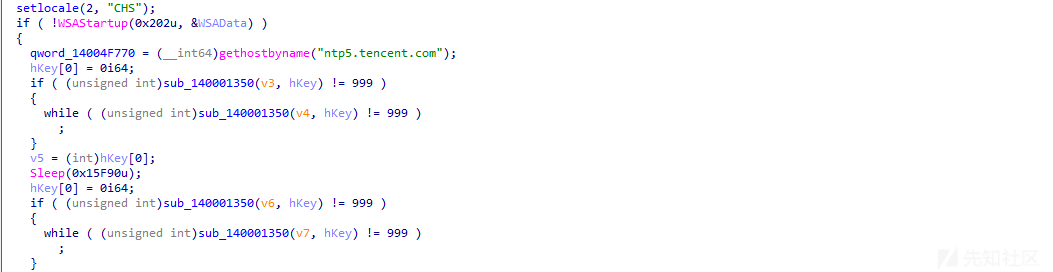 setlocale(2, "CHS");
if ( !WSAStartup(0x202u, &WSAData) )
{
qword_14004F770 = (__int64)gethostbyname("ntp5.tencent.com");
hKey[0] = 0i64;
if ( (unsigned int)sub_140001350(v3, hKey) != 999 )
{
while ( (unsigned int)sub_140001350(v4, hKey) != 999 )
;
}
v5 = (int)hKey[0];
Sleep(0x15F90u);
hKey[0] = 0i64;
if ( (unsigned int)sub_140001350(v6, hKey) != 999 )
{
while ( (unsigned int)sub_140001350(v7, hKey) != 999 )
;
}
先知社区